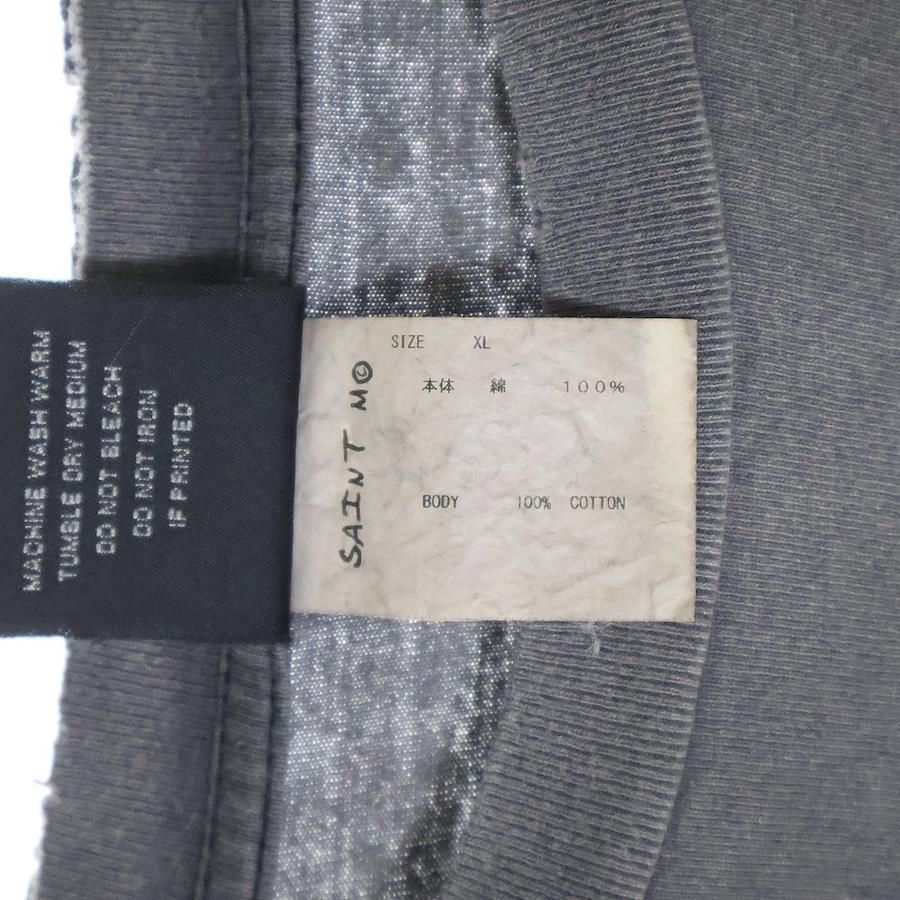 MACHINE WASH WARM
TUMBLE DRY MEDIUM
DO NOT BLEACH
DO NOT IRON
IF PRINTED
SAINT M©
SIZE XL
本体 綿 100%
BODY 100% COTTON